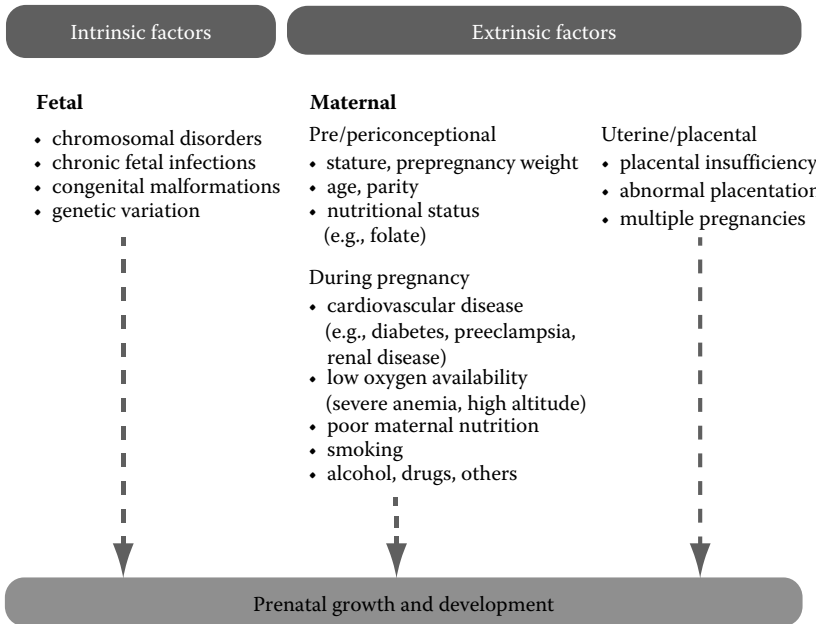 Intrinsic factors
Extrinsic factors
Fetal
• chromosomal disorders
• chronic fetal infections
• congenital malformations
• genetic variation
Maternal
Pre/periconceptional
• stature, prepregnancy weight
• age, parity
• nutritional status
(e.g., folate)
During pregnancy
• cardiovascular disease
(e.g., diabetes, preeclampsia,
renal disease)
• low oxygen availability
(severe anemia, high altitude)
• poor maternal nutrition
• smoking
• alcohol, drugs, others
Uterine/placental
• placental insufficiency
• abnormal placentation
• multiple pregnancies
Prenatal growth and development